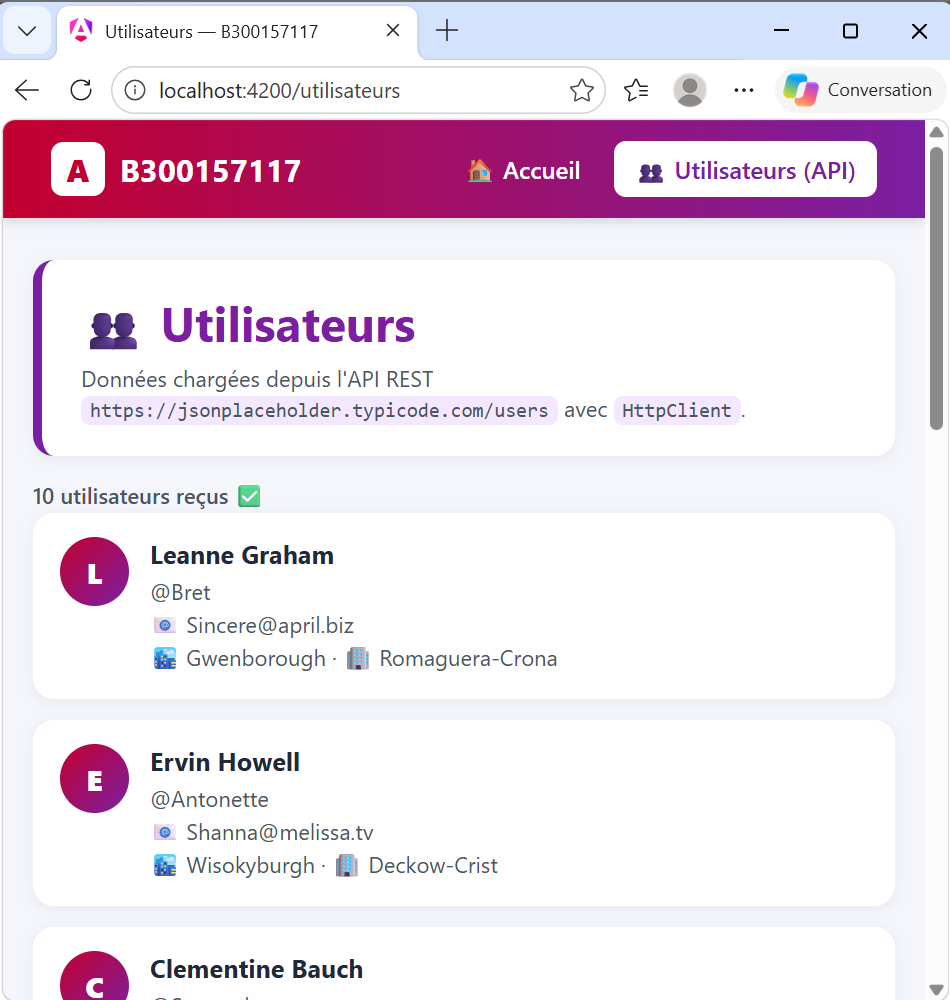 Utilisateurs — B300157117
localhost:4200/utilisateurs
Conversation
A B300157117
Accueil
Utilisateurs (API)
Utilisateurs
Données chargées depuis l'API REST
https://jsonplaceholder.typicode.com/users avec HttpClient.
10 utilisateurs reçus ✅
L
Leanne Graham
@Bret
Sincere@april.biz
Gwenborough · Romaguera-Crona
E
Ervin Howell
@Antonette
Shanna@melissa.tv
Wisokyburgh · Deckow-Crist
C
Clementine Bauch